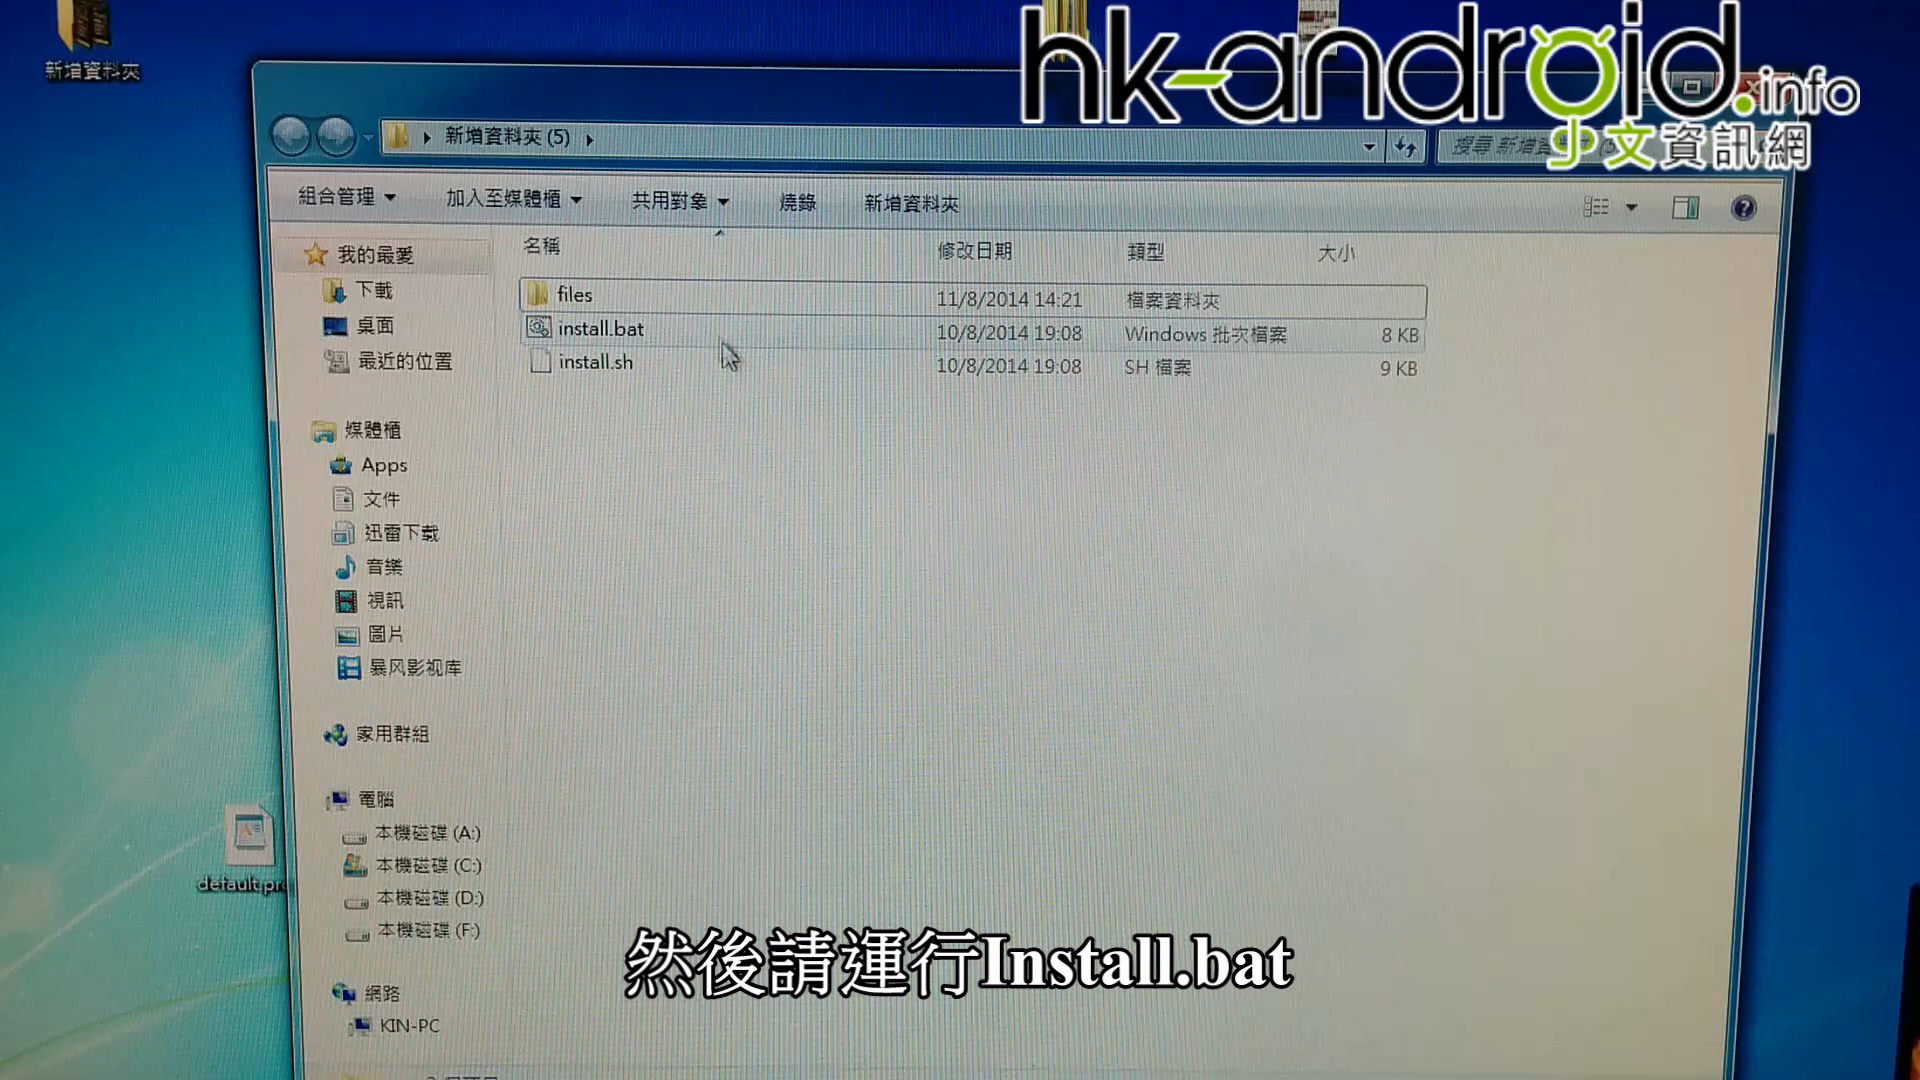 新增資料夾
hk-android.info
小文資訊網
新增資料夾 (5)
組合管理
加入至媒體櫃
共用對象
燒錄
新增資料夾
我的最愛
下載
桌面
最近的位置
媒體櫃
Apps
文件
迅雷下载
音樂
視訊
圖片
暴风影视库
家用群組
電腦
本機磁碟 (A:)
本機磁碟 (C:)
本機磁碟 (D:)
本機磁碟 (F:)
網路
KIN-PC
名稱 修改日期 類型 大小
files 11/8/2014 14:21 檔案資料夾
install.bat 10/8/2014 19:08 Windows 批次檔案 8 KB
install.sh 10/8/2014 19:08 SH 檔案 9 KB
default.pro
然後請運行Install.bat